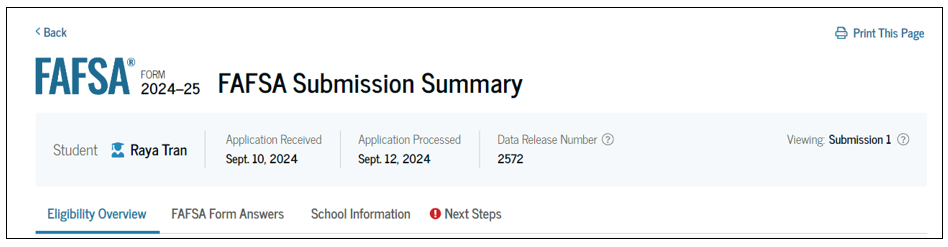 Back
Print This Page
FAFSA® FORM 2024–25 FAFSA Submission Summary
Student Raya Tran
Application Received
Sept. 10, 2024
Application Processed
Sept. 12, 2024
Data Release Number ?
2572
Viewing: Submission 1 ?
Eligibility Overview FAFSA Form Answers School Information ! Next Steps